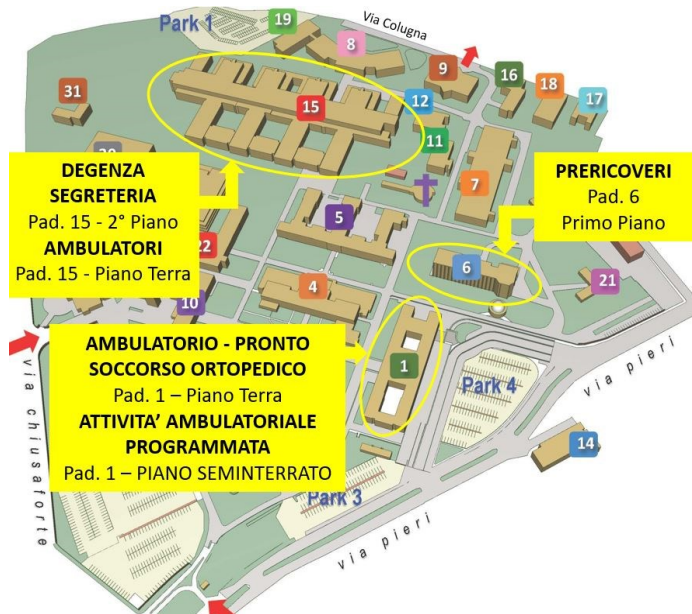 Park 1
19
8
Via Colugna
9
16
18
17
31
15
12
11
7
DEGENZA
SEGRETERIA
Pad. 15 - 2° Piano
AMBULATORI
Pad. 15 - Piano Terra
PRERICOVERI
Pad. 6
Primo Piano
5
22
6
21
10
4
AMBULATORIO - PRONTO
SOCCORSO ORTOPEDICO
Pad. 1 – Piano Terra
ATTIVITA’ AMBULATORIALE
PROGRAMMATA
Pad. 1 – PIANO SEMINTERRATO
1
Park 4
via pieri
14
via chiusaforte
Park 3
via pieri